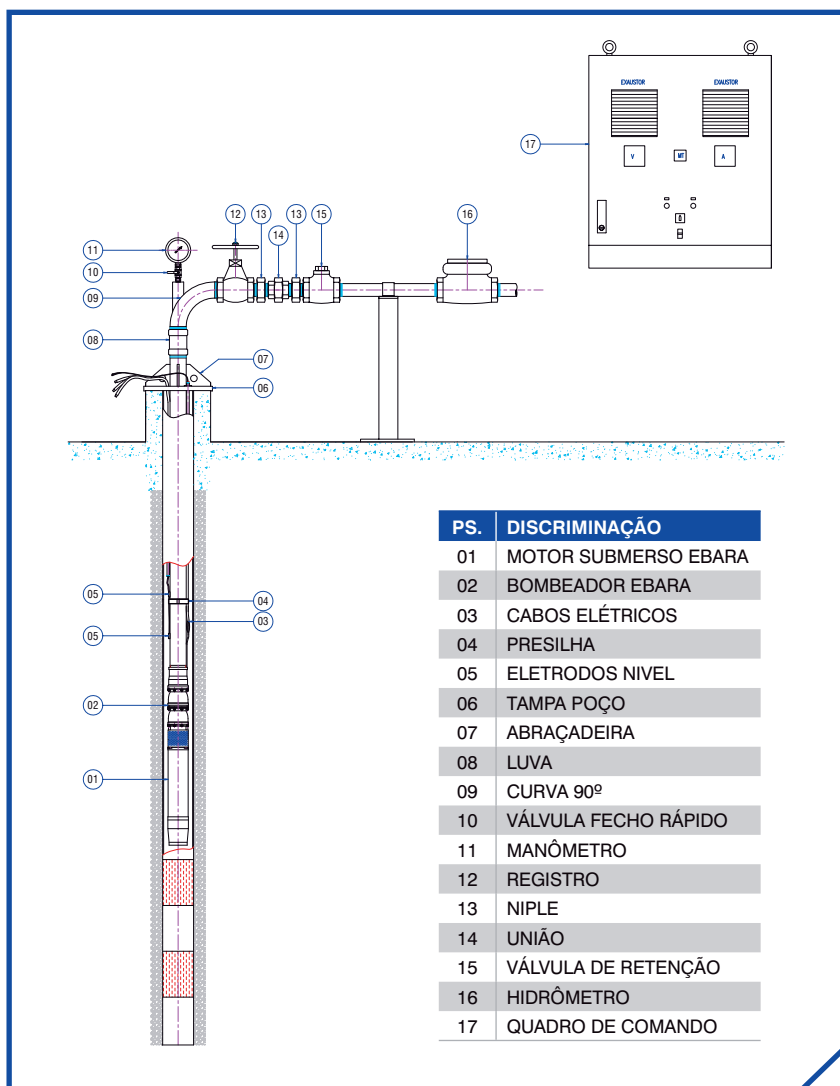 EXAUSTOR EXAUSTOR
17
V MT A
12 13 13 15 16
14
11
10
09
08
07
06
05
04
03
05
02
01
PS. DISCRIMINAÇÃO
01 MOTOR SUBMERSO EBARA
02 BOMBEADOR EBARA
03 CABOS ELÉTRICOS
04 PRESILHA
05 ELETRODOS NIVEL
06 TAMPA POÇO
07 ABRAÇADEIRA
08 LUVA
09 CURVA 90º
10 VÁLVULA FECHO RÁPIDO
11 MANÔMETRO
12 REGISTRO
13 NIPLE
14 UNIÃO
15 VÁLVULA DE RETENÇÃO
16 HIDRÔMETRO
17 QUADRO DE COMANDO